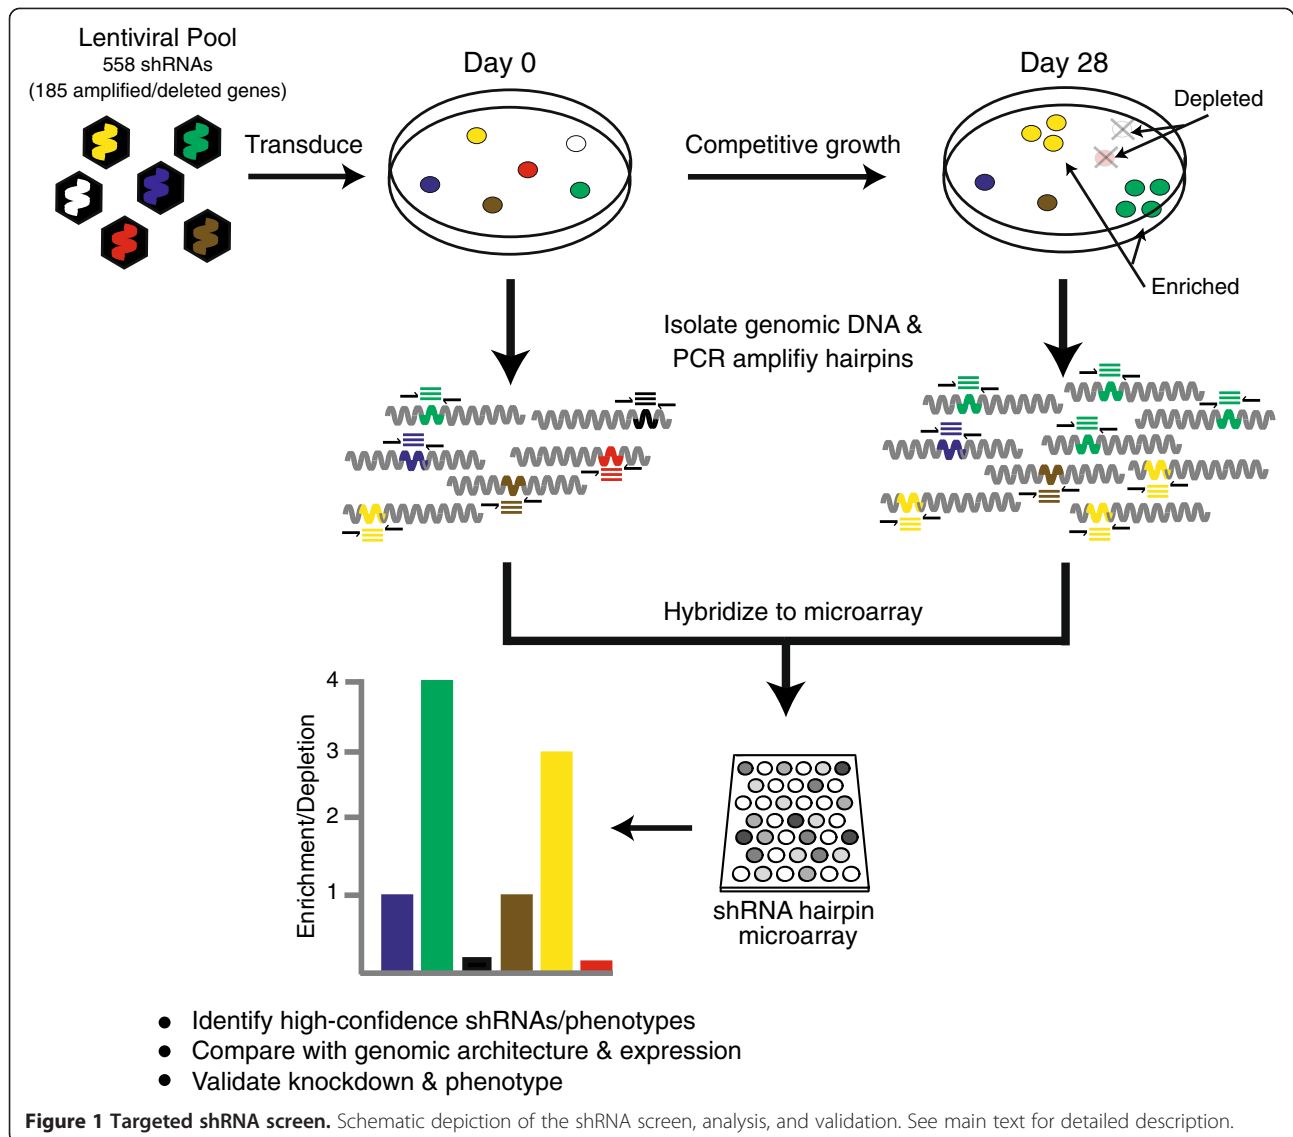 Lentiviral Pool
558 shRNAs
(185 amplified/deleted genes)
Transduce
Day 0
Competitive growth
Day 28
Depleted
Enriched
Isolate genomic DNA &
PCR amplifiy hairpins
Hybridize to microarray
Enrichment/Depletion
4
3
2
1
shRNA hairpin
microarray
● Identify high-confidence shRNAs/phenotypes
● Compare with genomic architecture & expression
● Validate knockdown & phenotype
Figure 1 Targeted shRNA screen. Schematic depiction of the shRNA screen, analysis, and validation. See main text for detailed description.